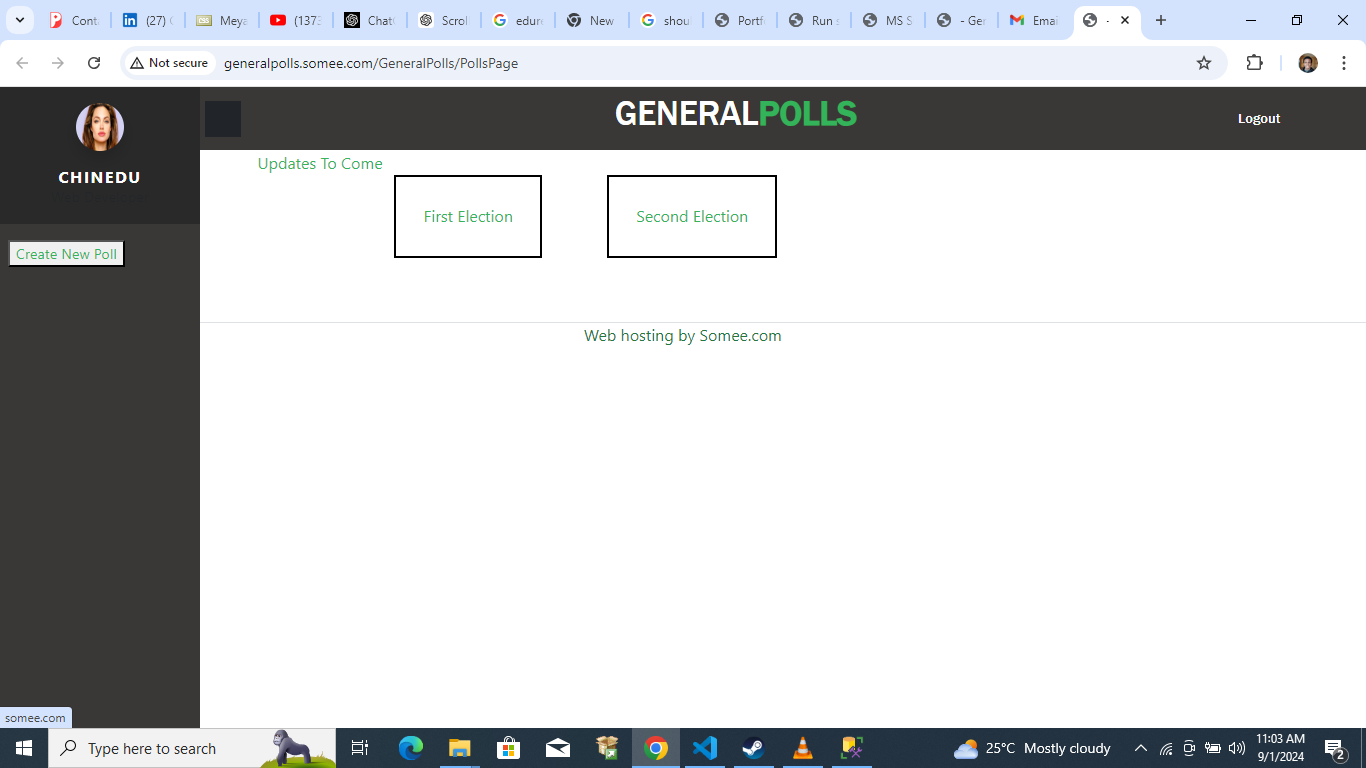 Conta
(27) C
Meya
(1373
Chat
Scrol
edure
New
shou
Portfo
Run s
MS S
- Ger
Emai
-
Not secure
generalpolls.somee.com/GeneralPolls/PollsPage
GENERALPOLLS
Logout
CHINEDU
Create New Poll
Updates To Come
First Election
Second Election
Web hosting by Somee.com
somee.com
Type here to search
25°C Mostly cloudy
11:03 AM
9/1/2024
2